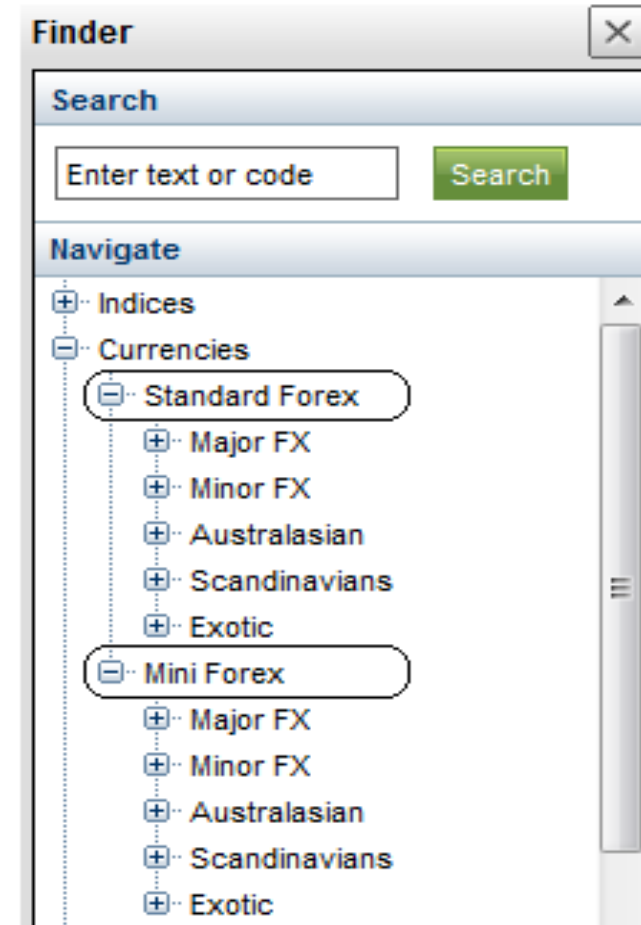 Finder
Search
Enter text or code Search
Navigate
Indices
Currencies
Standard Forex
Major FX
Minor FX
Australasian
Scandinavians
Exotic
Mini Forex
Major FX
Minor FX
Australasian
Scandinavians
Exotic